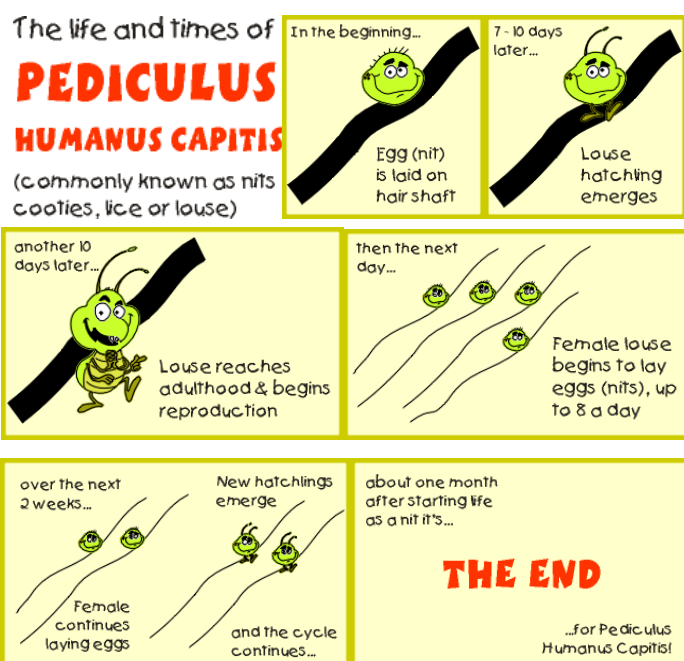 The life and times of
PEDICULUS
HUMANUS CAPITIS
(commonly known as nits
cooties, lice or louse)
In the beginning...
Egg (nit)
is laid on
hair shaft
7 - 10 days
later...
Louse
hatchling
emerges
another 10
days later...
Louse reaches
adulthood & begins
reproduction
then the next
day...
Female louse
begins to lay
eggs (nits), up
to 8 a day
over the next
2 weeks...
Female
continues
laying eggs
New hatchlings
emerge
and the cycle
continues...
about one month
after starting life
as a nit it's...
THE END
...for Pediculus
Humanus Capitis!